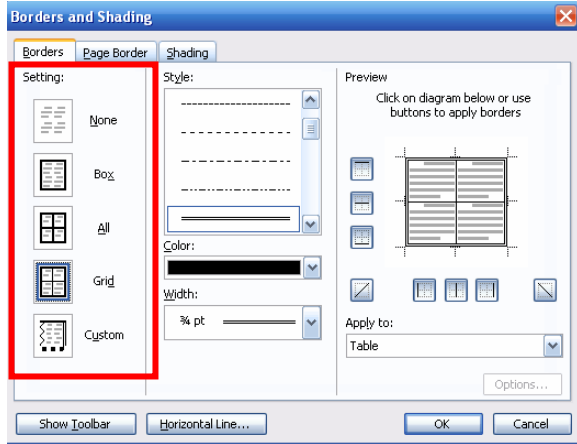 Borders and Shading
Borders
Page Border
Shading
Setting:
None
Box
All
Grid
Custom
Style:
Color:
Width:
¾ pt
Preview
Click on diagram below or use
buttons to apply borders
Apply to:
Table
Options...
Show Toolbar
Horizontal Line...
OK
Cancel